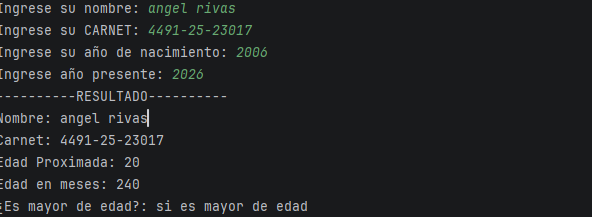 Ingrese su nombre: angel rivas
Ingrese su CARNET: 4491-25-23017
Ingrese su año de nacimiento: 2006
Ingrese año presente: 2026
----------RESULTADO----------
Nombre: angel rivas
Carnet: 4491-25-23017
Edad Proximada: 20
Edad en meses: 240
¿Es mayor de edad?: si es mayor de edad